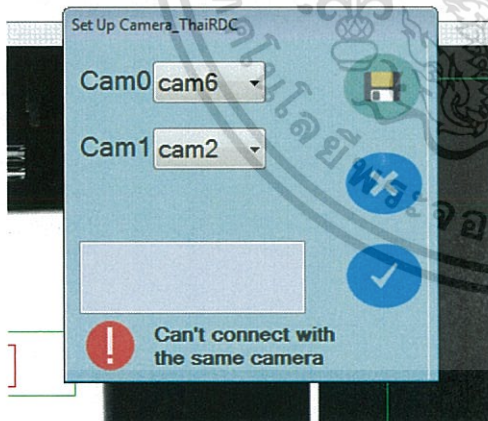 Set Up Camera_ThaiRDC
Cam0 cam6
Cam1 cam2
Can't connect with
the same camera